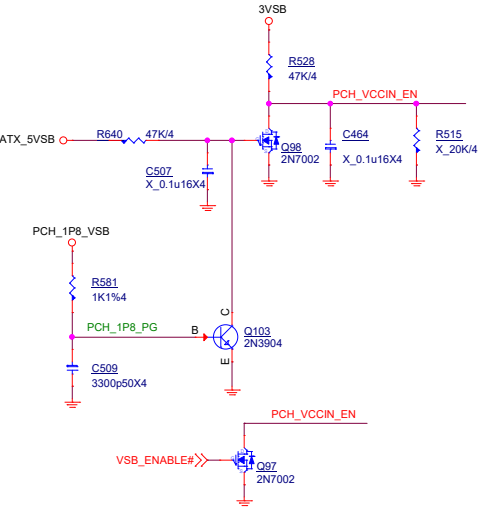 3VSB
R528
47K/4
PCH_VCCIN_EN
ATX_5VSB
R640
47K/4
Q98
2N7002
C464
X_0.1u16X4
R515
X_20K/4
C507
X_0.1u16X4
PCH_1P8_VSB
R581
1K1%4
PCH_1P8_PG
B
C
E
Q103
2N3904
C509
3300p50X4
PCH_VCCIN_EN
VSB_ENABLE#
Q97
2N7002